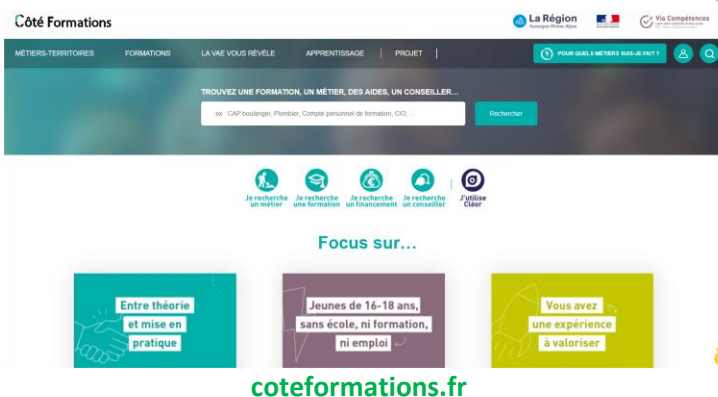 Côté Formations
La Région
Auvergne-Rhône-Alpes
Via Compétences
MÉTIERS-TERRITOIRES FORMATIONS LA VAE VOUS RÉVÈLE APPRENTISSAGE PROJET
POUR QUELS MÉTIERS SUIS-JE FAIT ?
TROUVEZ UNE FORMATION, UN MÉTIER, DES AIDES, UN CONSEILLER...
ex : CAP boulanger, Plombier, Compte personnel de formation, CIO, ...
Rechercher
Je recherche
un métier
Je recherche
une formation
Je recherche
un financement
Je recherche
un conseiller
J'utilise
Cléor
Focus sur...
Entre théorie
et mise en
pratique
Jeunes de 16-18 ans,
sans école, ni formation,
ni emploi
Vous avez
une expérience
à valoriser
coteformations.fr